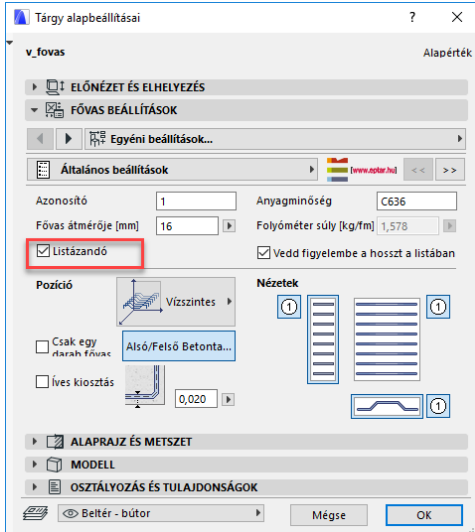 Tárgy alapbeállításai ? X
v_fovas Alapérték
ELŐNÉZET ÉS ELHELYEZÉS
FŐVAS BEÁLLÍTÁSOK
Egyéni beállítások...
Általános beállítások [www.eptar.hu] << >>
Azonosító 1 Anyagminőség C636
Fővas átmérője [mm] 16 Folyóméter súly [kg/fm] 1,578
Listázandó Vedd figyelembe a hosszt a listában
Pozíció Nézetek
Vízszintes 1 1
Csak egy darab fővas Alsó/Felső Betonta...
Íves kiosztás 0,020 1
ALAPRAJZ ÉS METSZET
MODELL
OSZTÁLYOZÁS ÉS TULAJDONSÁGOK
Beltér - bútor Mégse OK